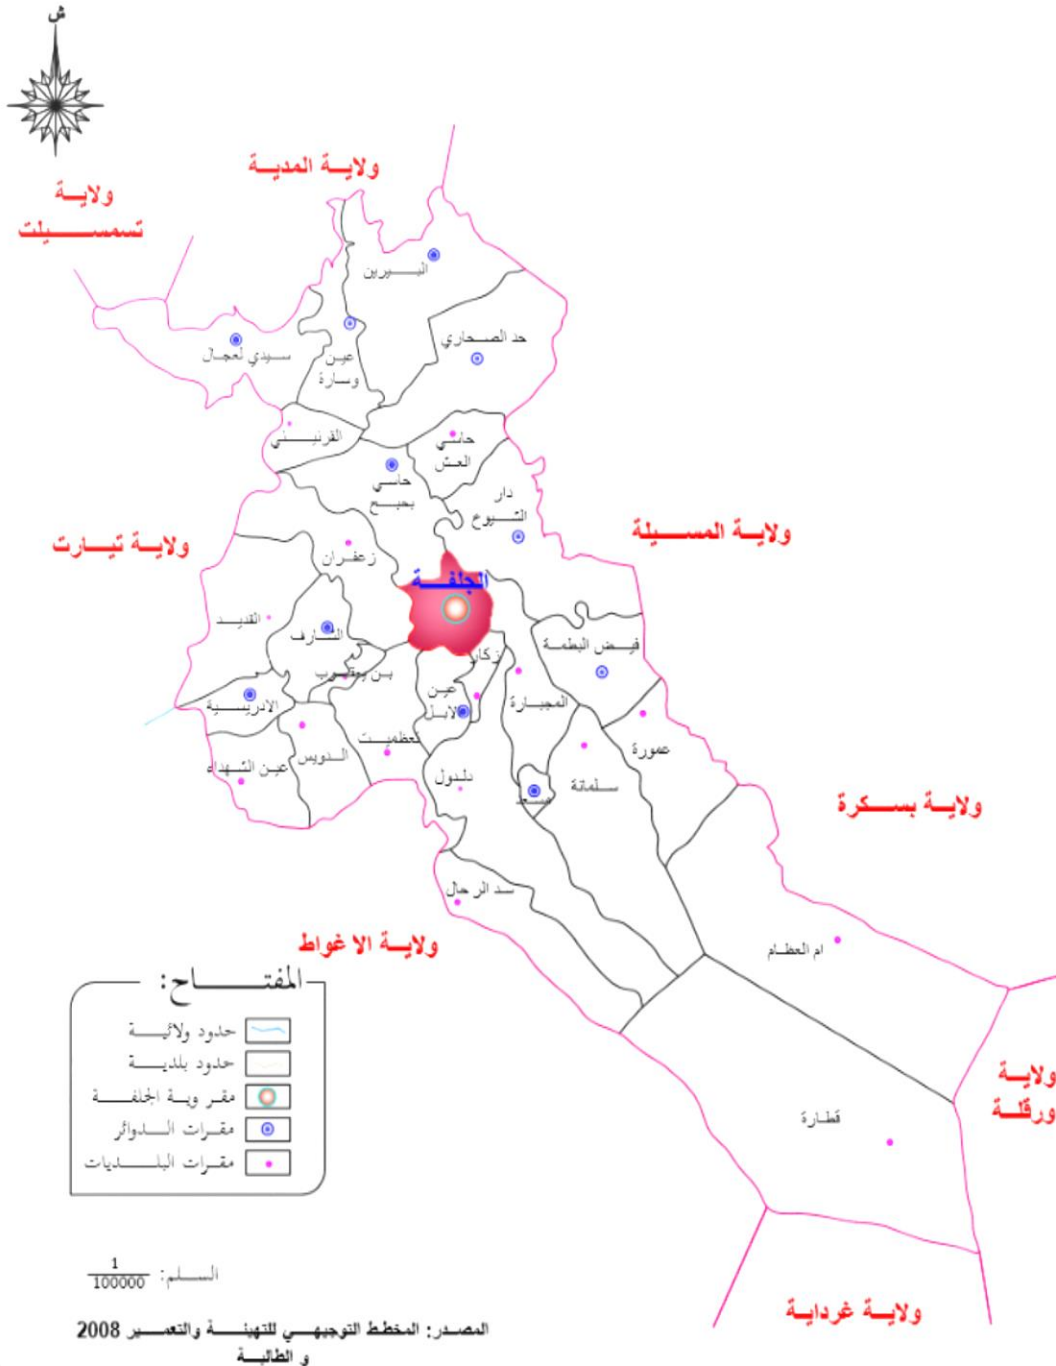 ش
ولاية المدية
ولاية
تسمسيلت
البيرين
حد الصحاري
سيدي لعجال
عين
وسارة
القرنيني
حاسي
العش
حاسي
بحبح
دار
الشيوخ
ولاية المسيلة
ولاية تيارت
زعفران
الجلفة
القديد
الشارف
فيض البطمة
زكار
بن يعقوب
المجبارة
عين
الابل
الادريسية
عمورة
تعظميت
الدويس
عين الشهداء
دلدول
سلمانة
مسعد
ولاية بسكرة
سد الرحال
ولاية الاغواط
ام العظام
المفتاح:
حدود ولائية
حدود بلدية
مقر وية الجلفة
مقرات الدوائر
مقرات البلديات
ولاية
ورقلة
قطارة
السلم: 1/100000
ولاية غرداية
المصدر: المخطط التوجيهي للتهيئة والتعمير 2008
و الطالبة